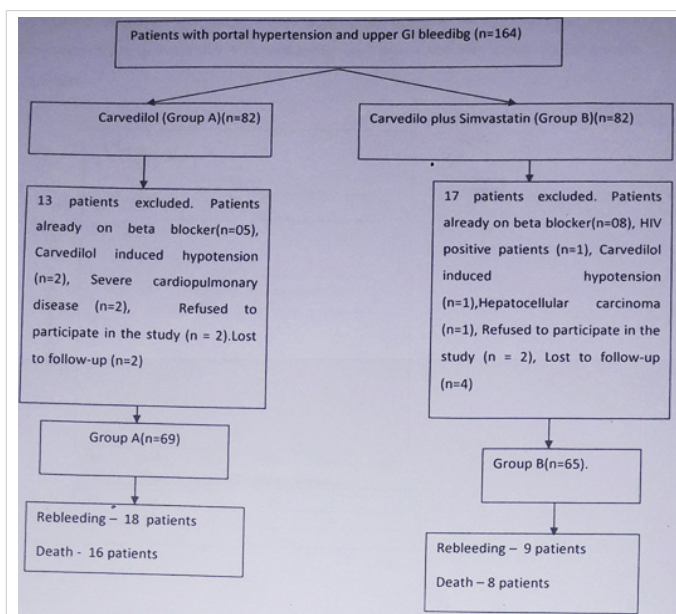 Patients with portal hypertension and upper GI bleedibg (n=164)
Carvedilol (Group A)(n=82)
Carvedilo plus Simvastatin (Group B)(n=82)
13 patients excluded. Patients
already on beta blocker(n=05),
Carvedilol induced hypotension
(n=2), Severe cardiopulmonary
disease (n=2), Refused to
participate in the study (n = 2).Lost
to follow-up (n=2)
17 patients excluded. Patients
already on beta blocker(n=08), HIV
positive patients (n=1), Carvedilol
induced hypotension
(n=1),Hepatocellular carcinoma
(n=1), Refused to participate in the
study (n = 2), Lost to follow-up
(n=4)
Group A(n=69)
Group B(n=65).
Rebleeding – 18 patients
Death - 16 patients
Rebleeding – 9 patients
Death – 8 patients